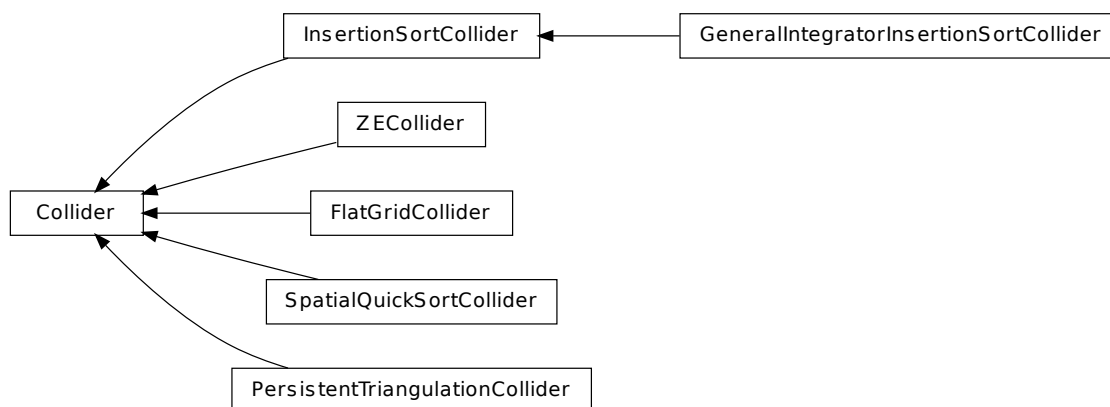 InsertionSortCollider
GeneralIntegratorInsertionSortCollider
ZECollider
Collider
FlatGridCollider
SpatialQuickSortCollider
PersistentTriangulationCollider